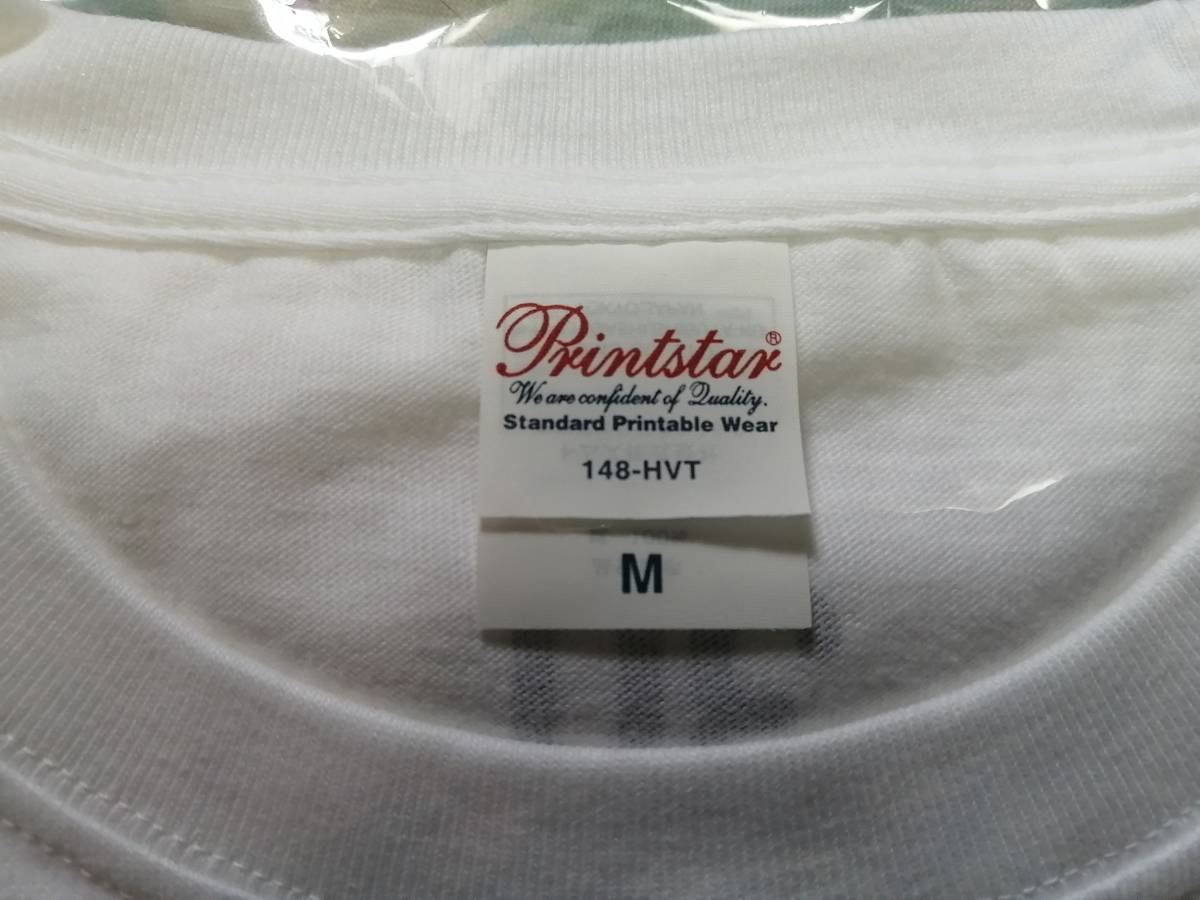 Printstar®
We are confident of Quality.
Standard Printable Wear
148-HVT
M